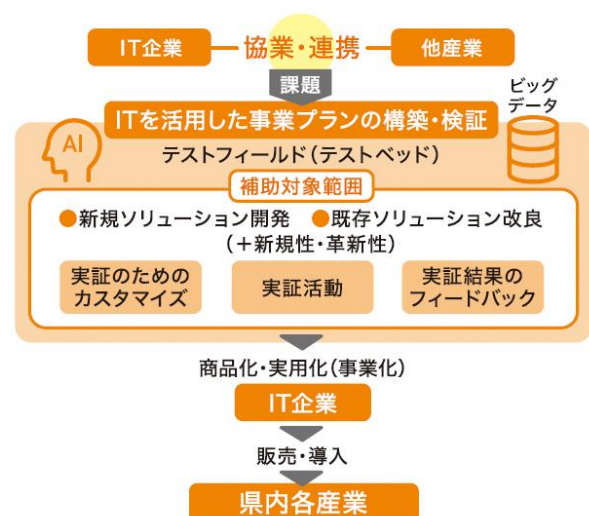 IT企業 協業・連携 他産業
課題
ITを活用した事業プランの構築・検証
ビッグ
データ
AI
テストフィールド(テストベッド)
補助対象範囲
●新規ソリューション開発 ●既存ソリューション改良
(+新規性・革新性)
実証のための
カスタマイズ
実証活動
実証結果の
フィードバック
商品化・実用化(事業化)
IT企業
販売・導入
県内各産業